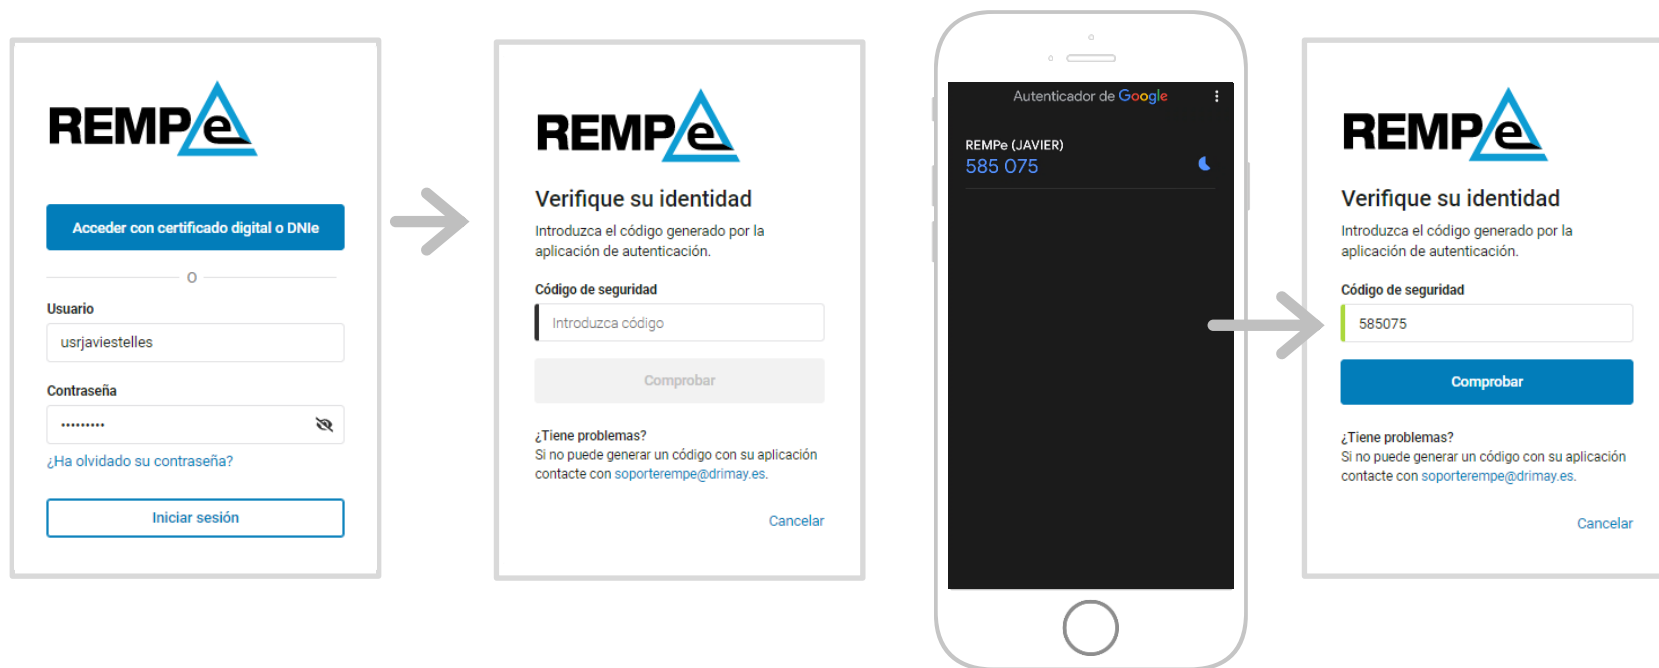 REMPe
Acceder con certificado digital o DNIe
O
Usuario
usrjaviestelles
Contraseña
•••••••••
¿Ha olvidado su contraseña?
Iniciar sesión
REMPe
Verifique su identidad
Introduzca el código generado por la
aplicación de autenticación.
Código de seguridad
Introduzca código
Comprobar
¿Tiene problemas?
Si no puede generar un código con su aplicación
contacte con soporterempe@drimay.es.
Cancelar
Autenticador de Google
REMPe (JAVIER)
585 075
REMPe
Verifique su identidad
Introduzca el código generado por la
aplicación de autenticación.
Código de seguridad
585075
Comprobar
¿Tiene problemas?
Si no puede generar un código con su aplicación
contacte con soporterempe@drimay.es.
Cancelar